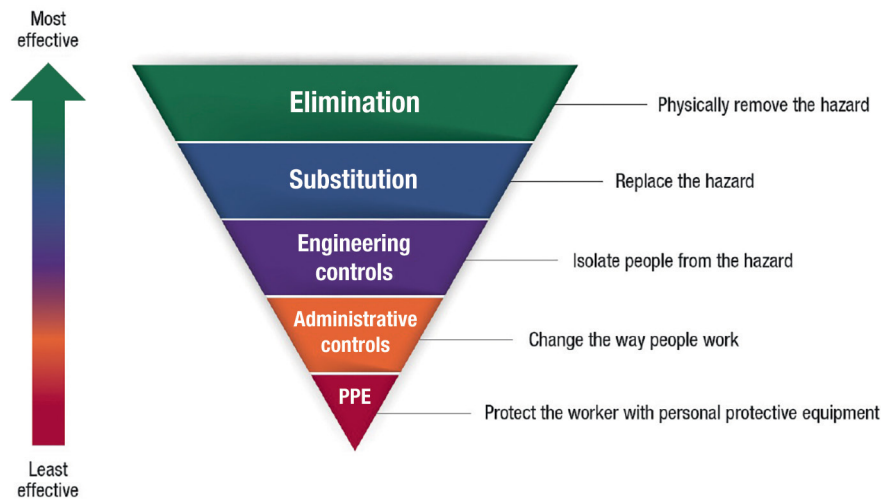 Most
effective
Elimination
Physically remove the hazard
Substitution
Replace the hazard
Engineering
controls
Isolate people from the hazard
Administrative
controls
Change the way people work
PPE
Protect the worker with personal protective equipment
Least
effective